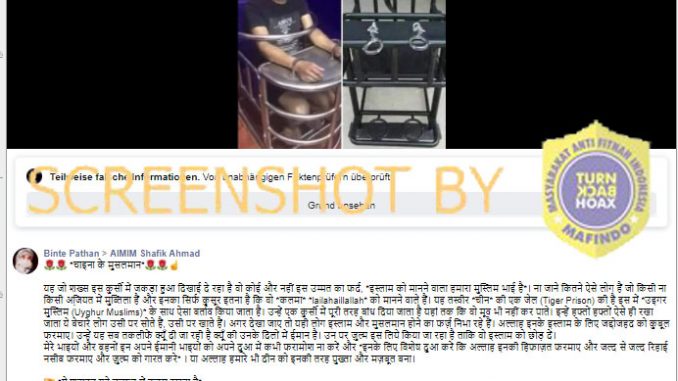 Teilweise falsche Informationen. Von unabhängigen Faktenprüfern überprüft
SCREENSHOT BY
Grund ansehen
MASYARAKAT ANTI FITNAH INDONESIA
TURN
BACK
HOAX
MAFINDO
Binte Pathan > AIMIM Shafik Ahmad
🌹🌹 "चाइना के मुसलमान"🌹🌹☝
यह जो शख्स इस कुर्सी में जकड़ा हुआ दिखाई दे रहा है वो कोई और नहीं इस उम्मत का फर्द, "इस्लाम को मानने वाला हमारा मुस्लिम भाई है"। ना जाने कितने ऐसे लोग हैं जो किसी ना
किसी अजियत में मुब्तिला हैं और इनका सिर्फ कुसूर इतना है कि वो "कलमा" "lailahaillallah" को मानने वाले हैं। यह तस्वीर "चीन" की एक जेल (Tiger Prison) की है इस में "उइगर
मुस्लिम (Uyghur Muslims)" के साथ ऐसा बर्ताव किया जाता है। उन्हें एक कुर्सी में पूरी तरह बांध दिया जाता है यहां तक कि वो मूव भी नहीं कर पाते। इन्हें हफ्तों हफ्तों ऐसे ही रखा
जाता ये बेचारे लोग उसी पर सोते हैं, उसी पर खाते हैं। अगर देखा जाए तो यही लोग इस्लाम और मुसलमान होने का फर्ज़ निभा रहे हैं। अल्लाह इनके इस्लाम के लिए जद्दोजहद को कुबूल
फरमाए। उन्हें यह सब तकलीफें क्यूँ दी जा रही है क्यूँ की उनके दिलों में ईमान है। उन पर जुल्म इस लिये किया जा रहा है ताकि वो इस्लाम को छोड़ दें।
मेरे भाइयों और बहनों इन अपने ईमानी भाइयों को अपने दुआ में कभी फरामोश ना करें और "इनके लिए विशेष दुआ करें कि अल्लाह इनकी हिफ़ाज़त फरमाए और जल्द से जल्द रिहाई
नसीब फरमाए और जुल्म को गारत करे"। या अल्लाह हमारे भी दीन को इनकी तरह पुख्ता और मज़बूत बना।